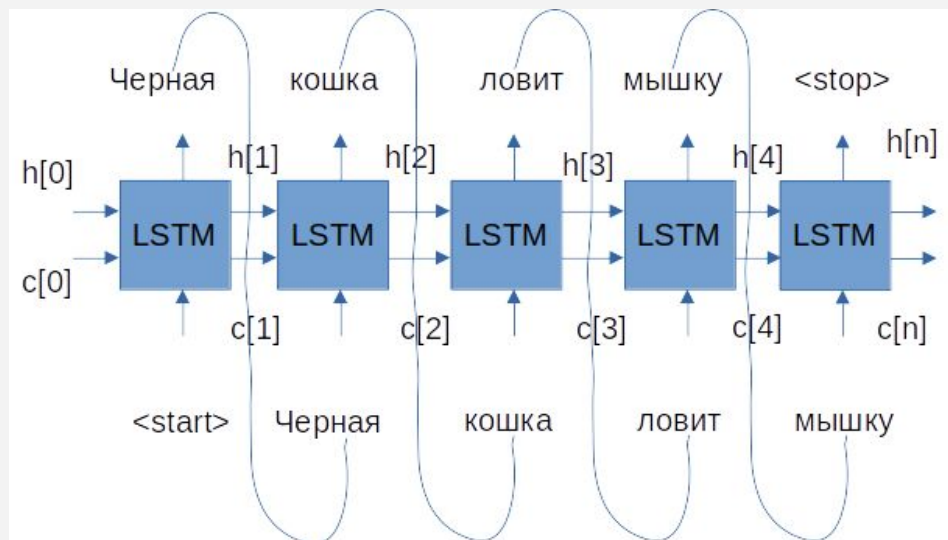 Черная кошка ловит мышку <stop>
h[0] h[1] h[2] h[3] h[4] h[n]
LSTM LSTM LSTM LSTM LSTM
c[0] c[1] c[2] c[3] c[4] c[n]
<start> Черная кошка ловит мышку